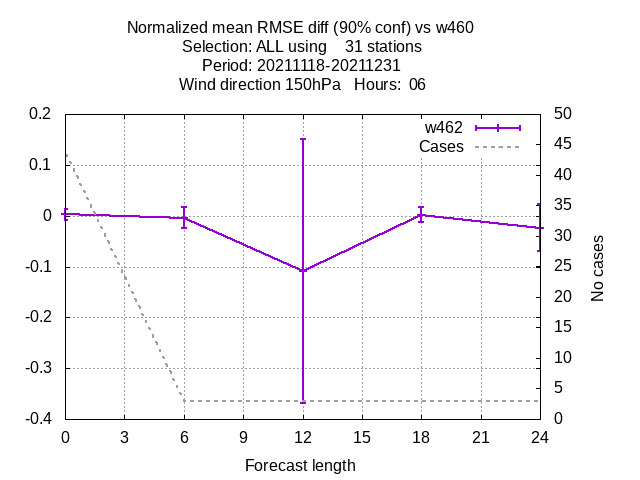 Normalized mean RMSE diff (90% conf) vs w460
Selection: ALL using    31 stations
Period: 20211118-20211231
Wind direction 150hPa   Hours:  06
0.2
0.1
0
-0.1
-0.2
-0.3
-0.4
50
45
40
35
30
25
20
15
10
5
0
w462
Cases
No cases
0 3 6 9 12 15 18 21 24
Forecast length